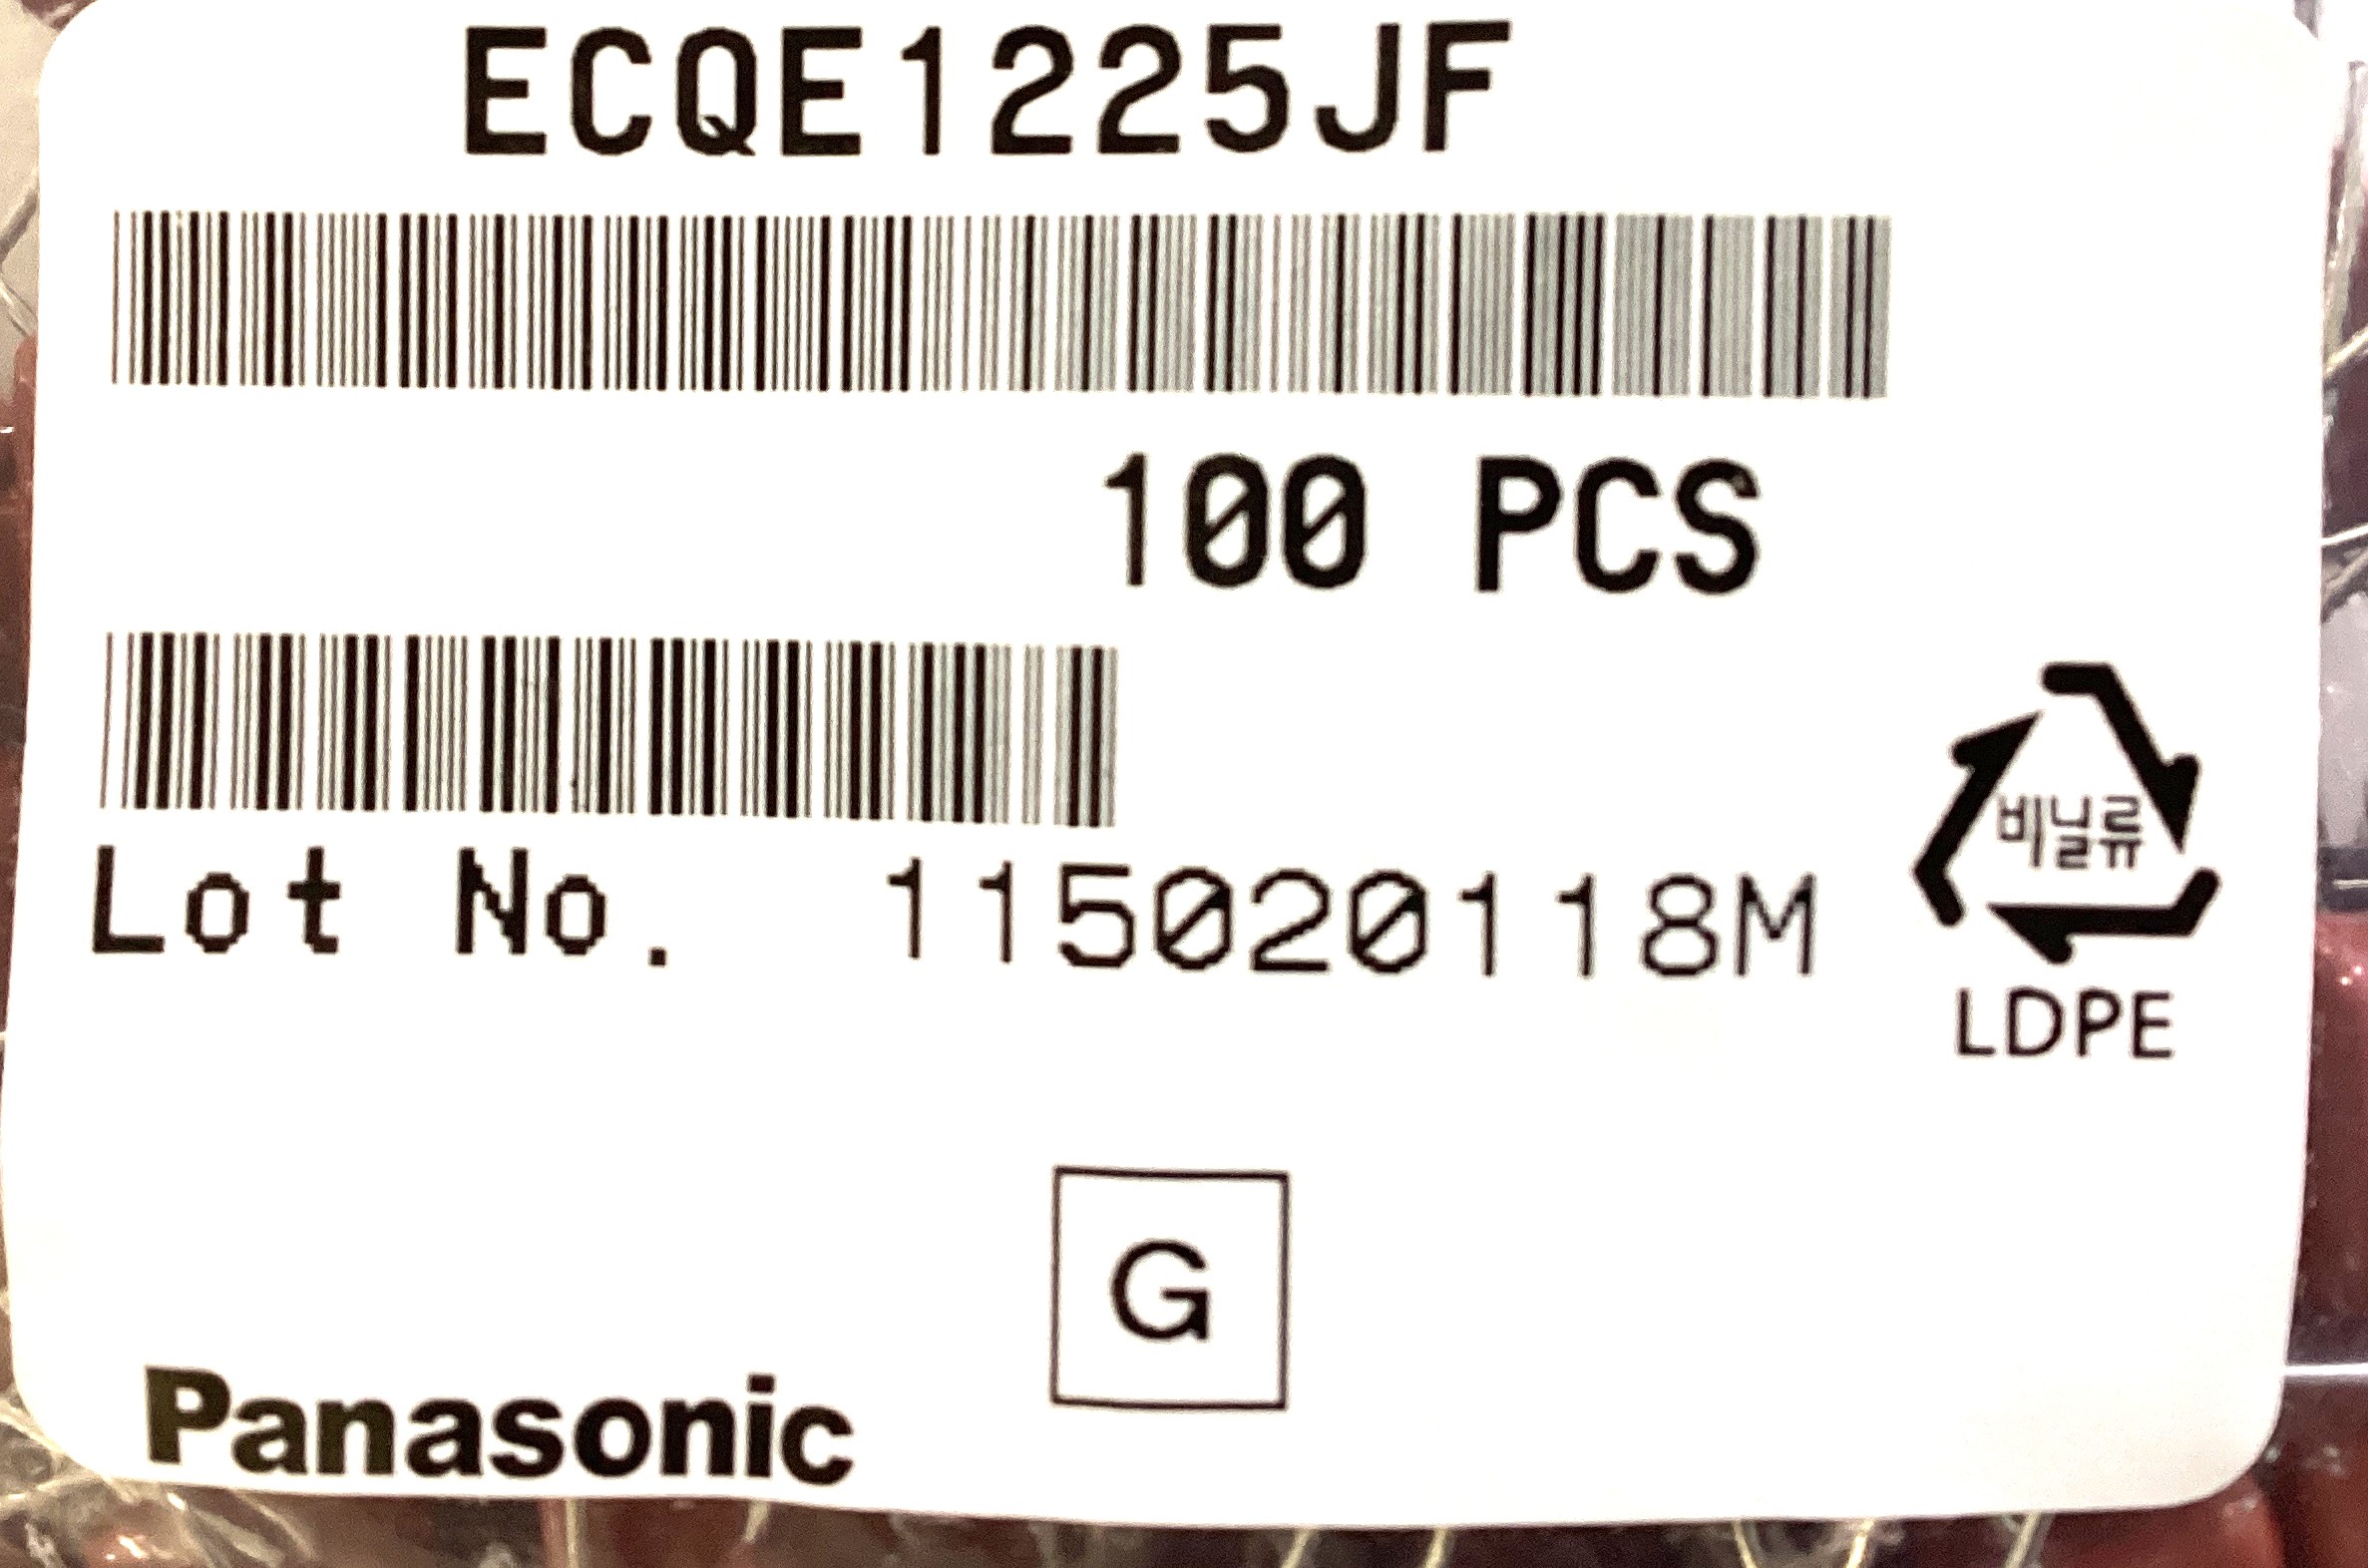 ECQE1225JF
100 PCS
비닐류
Lot No. 115020118M
LDPE
G
Panasonic